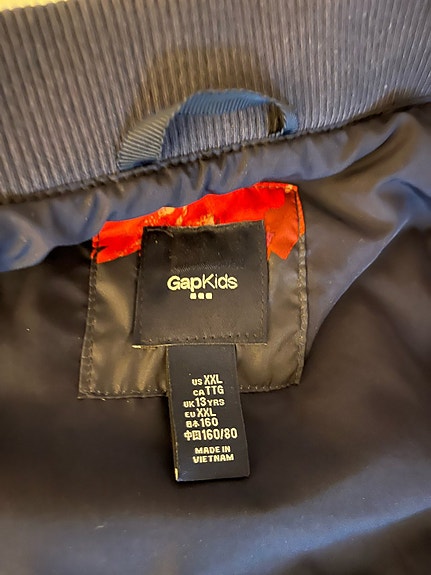 GapKids
US XXL
CA TTG
UK 13 YRS
EU XXL
日本 160
中国 160/80
MADE IN
VIETNAM